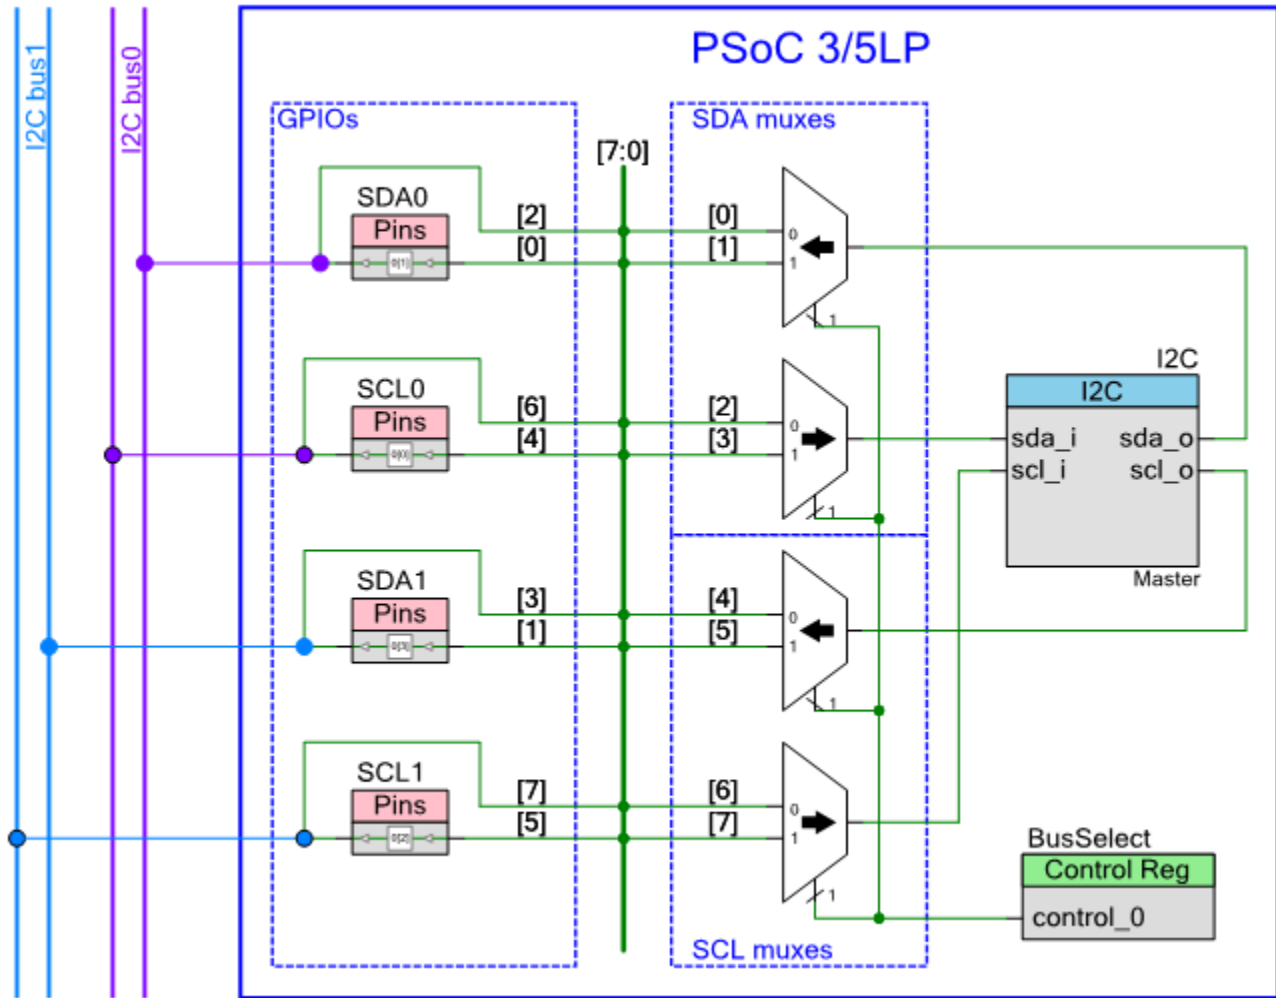 PSoC 3/5LP
I2C bus1
I2C bus0
GPIOs
[7:0]
SDA muxes
SDA0
Pins
[2]
[0]
[0]
[1]
0
1
1
SCL0
Pins
[6]
[4]
[2]
[3]
0
1
1
I2C
I2C
sda_i sda_o
scl_i scl_o
Master
SDA1
Pins
[3]
[1]
[4]
[5]
0
1
1
SCL1
Pins
[7]
[5]
[6]
[7]
0
1
1
BusSelect
Control Reg
control_0
SCL muxes